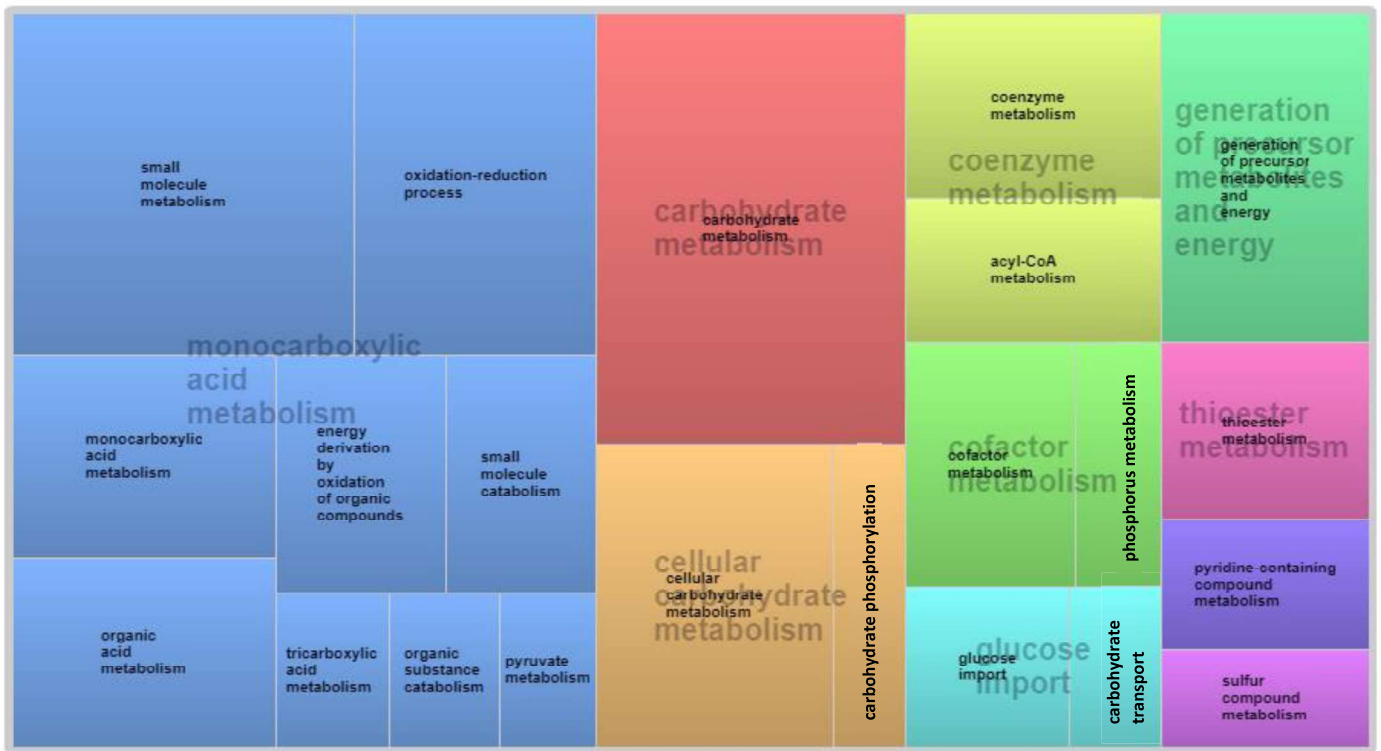 small
molecule
metabolism
oxidation-reduction
process
monocarboxylic
acid
metabolism
monocarboxylic
acid
metabolism
energy
derivation
by
oxidation
of organic
compounds
small
molecule
catabolism
organic
acid
metabolism
tricarboxylic
acid
metabolism
organic
substance
catabolism
pyruvate
metabolism
carbohydrate
metabolism
carbohydrate
metabolism
cellular
carbohydrate
metabolism
cellular
carbohydrate
metabolism
carbohydrate phosphorylation
coenzyme
metabolism
coenzyme
metabolism
acyl-CoA
metabolism
cofactor
metabolism
cofactor
metabolism
phosphorus metabolism
glucose
import
glucose
import
carbohydrate
transport
generation
of precursor
metabolites
and
energy
generation
of precursor
metabolites
and
energy
thioester
metabolism
thioester
metabolism
pyridine-containing
compound
metabolism
sulfur
compound
metabolism